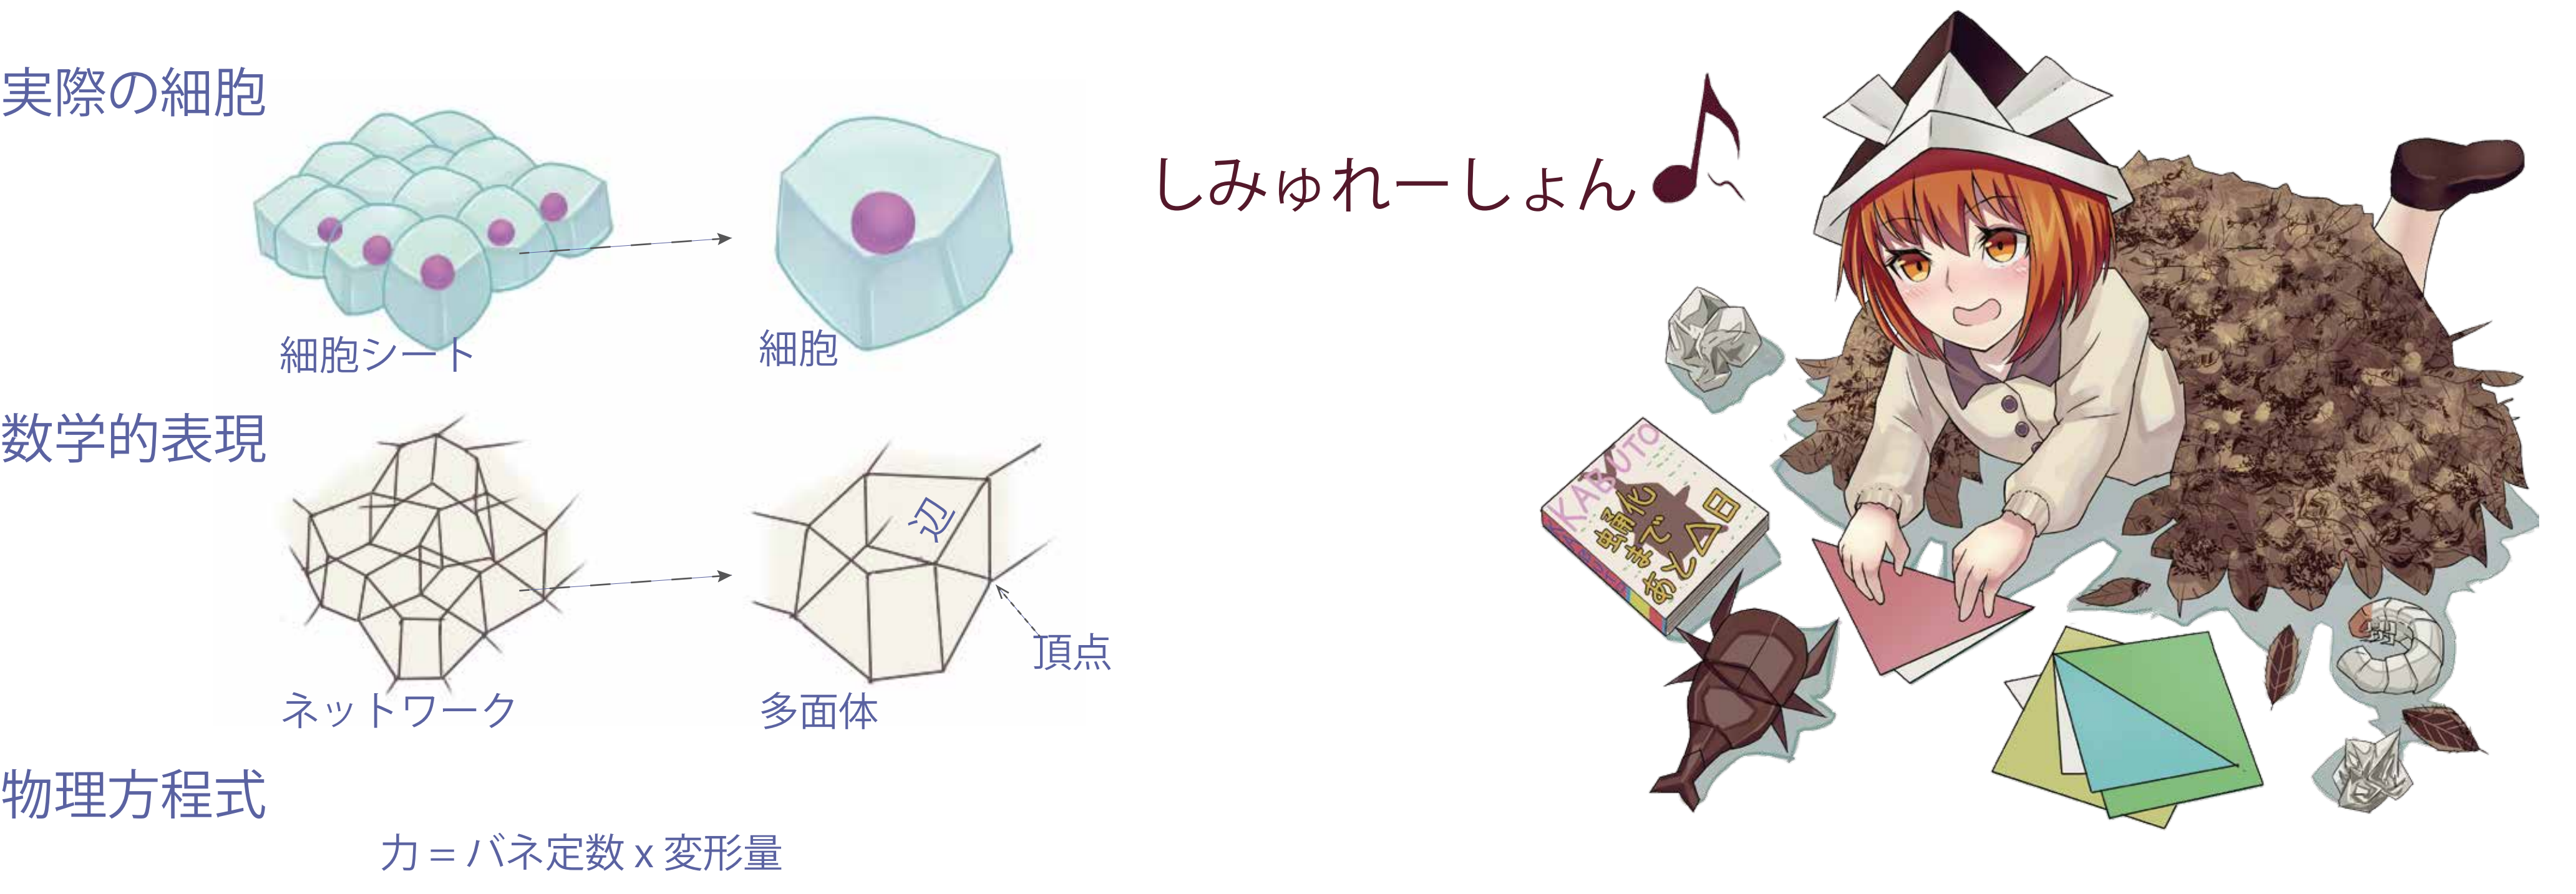 実際の細胞
細胞シート
細胞
数学的表現
辺
頂点
ネットワーク
多面体
物理方程式
力 = バネ定数 x 変形量
しみゅれーしょん
KABUTO
蛹化で
まで
あと△日